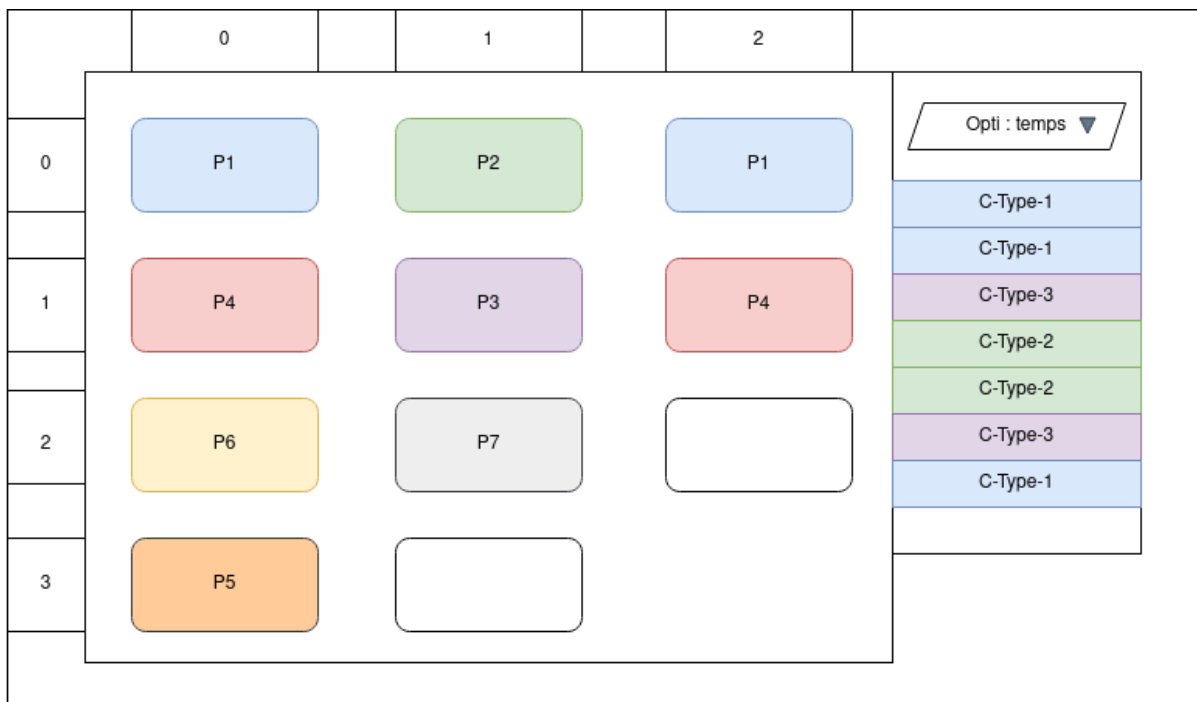 0 1 2
Opti : temps
0 P1 P2 P1
C-Type-1
C-Type-1
1 P4 P3 P4
C-Type-3
C-Type-2
C-Type-2
2 P6 P7
C-Type-3
C-Type-1
3 P5